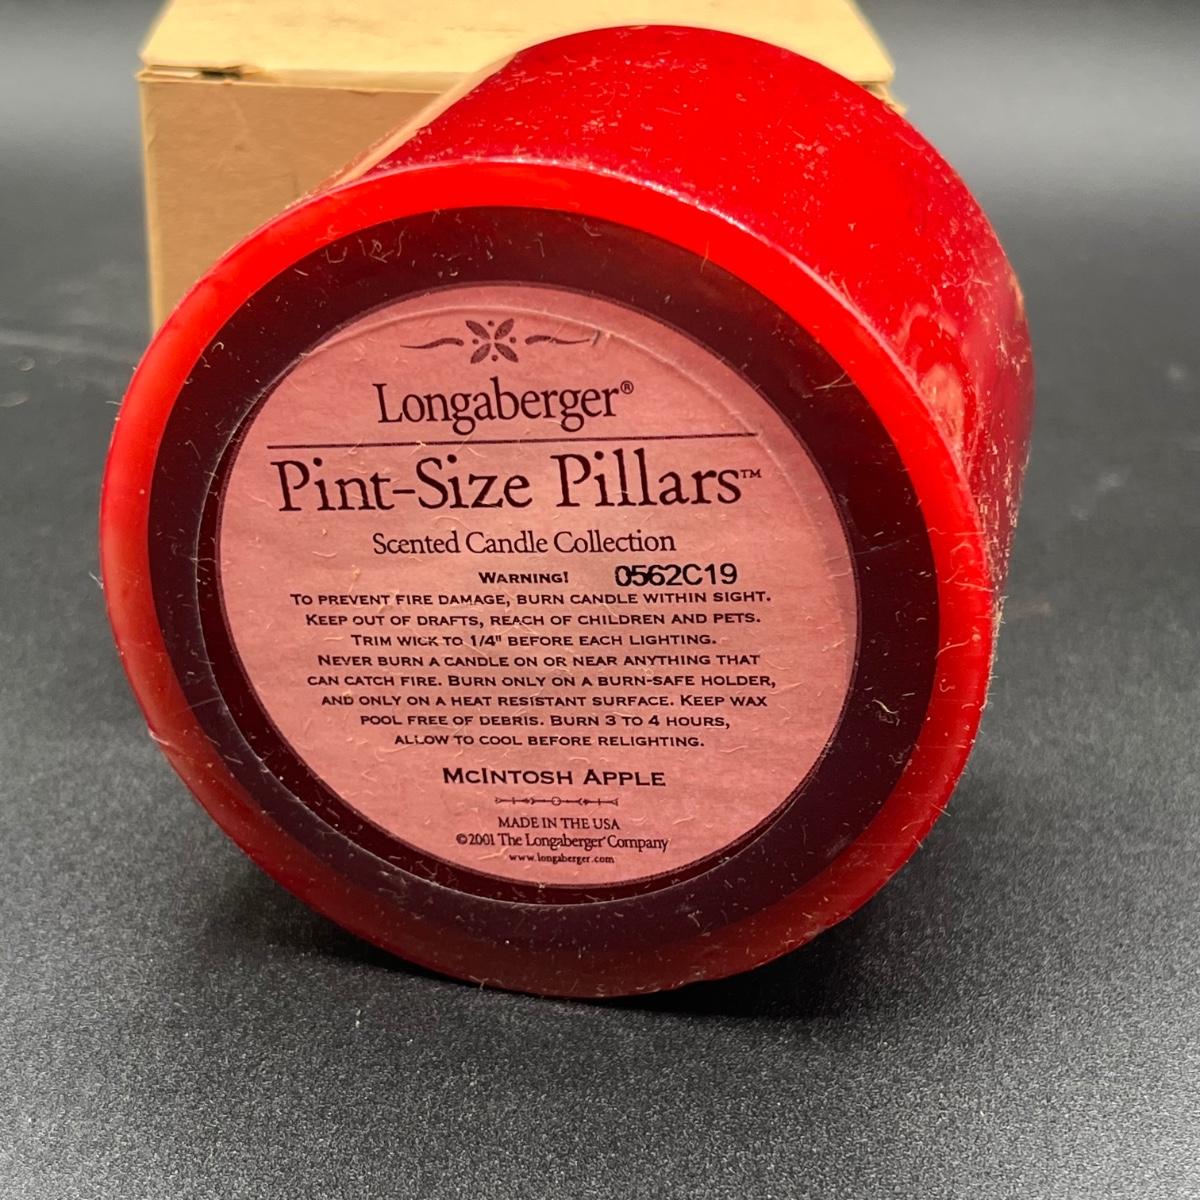 Longaberger®
Pint-Size Pillars™
Scented Candle Collection
WARNING! 0562C19
TO PREVENT FIRE DAMAGE, BURN CANDLE WITHIN SIGHT.
KEEP OUT OF DRAFTS, REACH OF CHILDREN AND PETS.
TRIM WICK TO 1/4" BEFORE EACH LIGHTING.
NEVER BURN A CANDLE ON OR NEAR ANYTHING THAT
CAN CATCH FIRE. BURN ONLY ON A BURN-SAFE HOLDER,
AND ONLY ON A HEAT RESISTANT SURFACE. KEEP WAX
POOL FREE OF DEBRIS. BURN 3 TO 4 HOURS,
ALLOW TO COOL BEFORE RELIGHTING.
MCINTOSH APPLE
MADE IN THE USA
©2001 The Longaberger® Company
www.longaberger.com